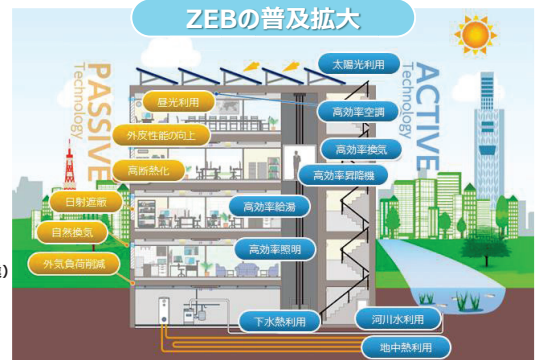 ZEBの普及拡大
PASSIVE
Technology
ACTIVE
Technology
太陽光利用
昼光利用
高効率空調
外皮性能の向上
高効率換気
高断熱化
高効率昇降機
日射遮蔽
高効率給湯
自然換気
高効率照明
外気負荷削減
下水熱利用
河川水利用
地中熱利用